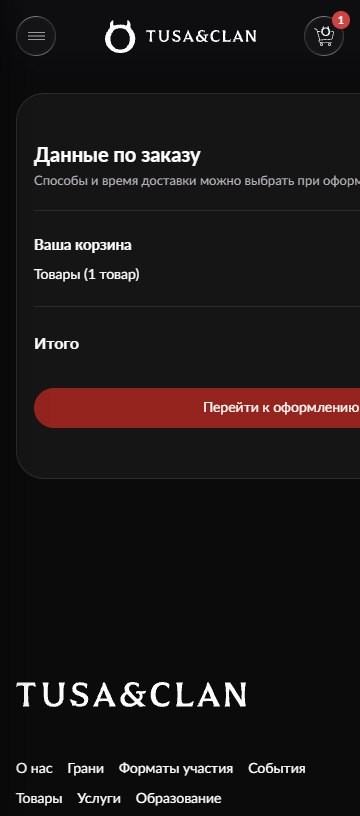 TUSA&CLAN
1
Данные по заказу
Способы и время доставки можно выбрать при
Ваша корзина
Товары (1 товар)
Итого
Перейти к оформлению
TUSA&CLAN
О нас Грани Форматы участия События
Товары Услуги Образование